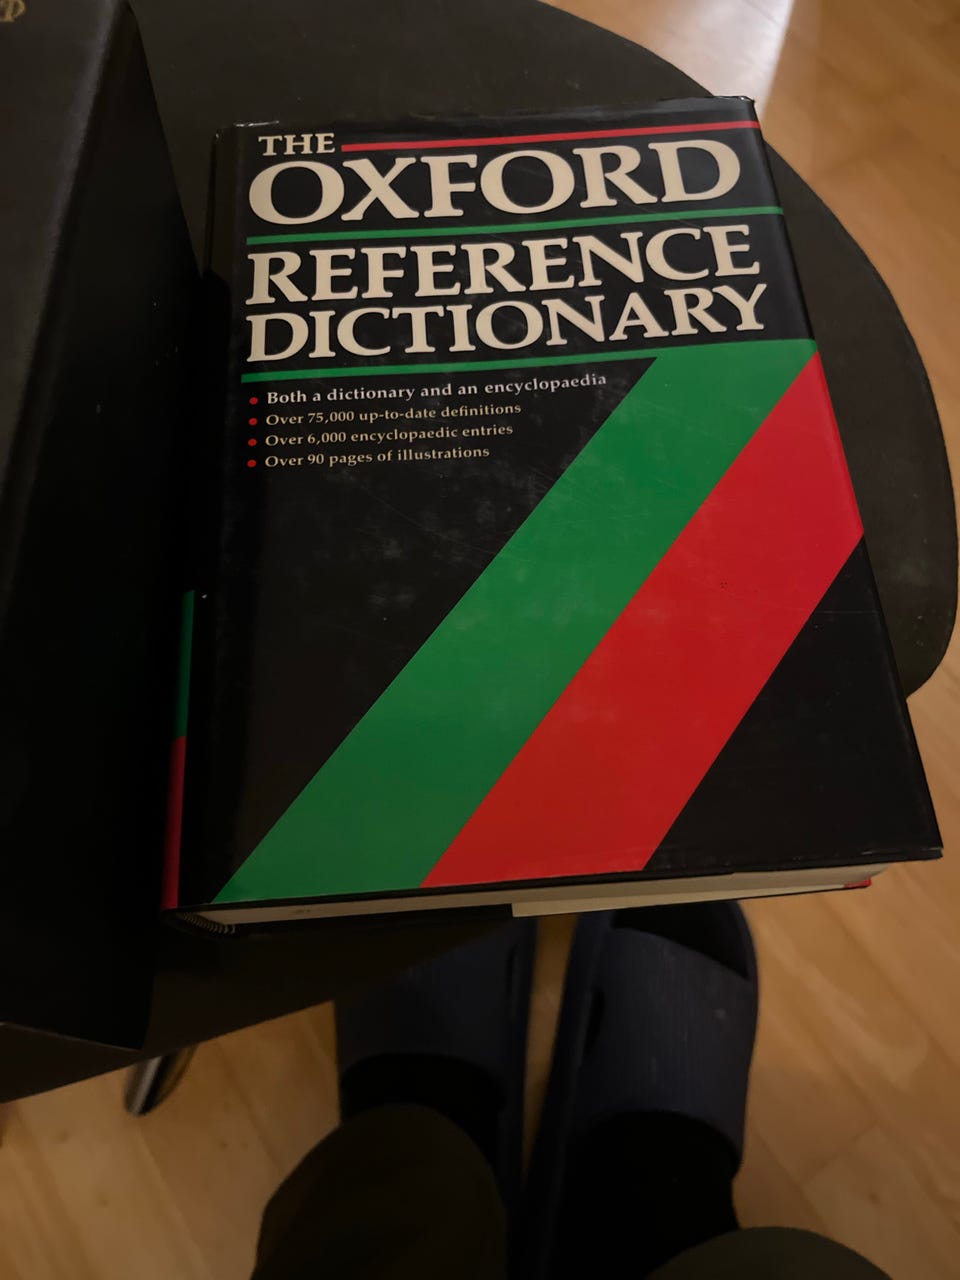 THE
OXFORD
REFERENCE
DICTIONARY
Both a dictionary and an encyclopaedia
Over 75,000 up-to-date definitions
Over 6,000 encyclopaedic entries
Over 90 pages of illustrations